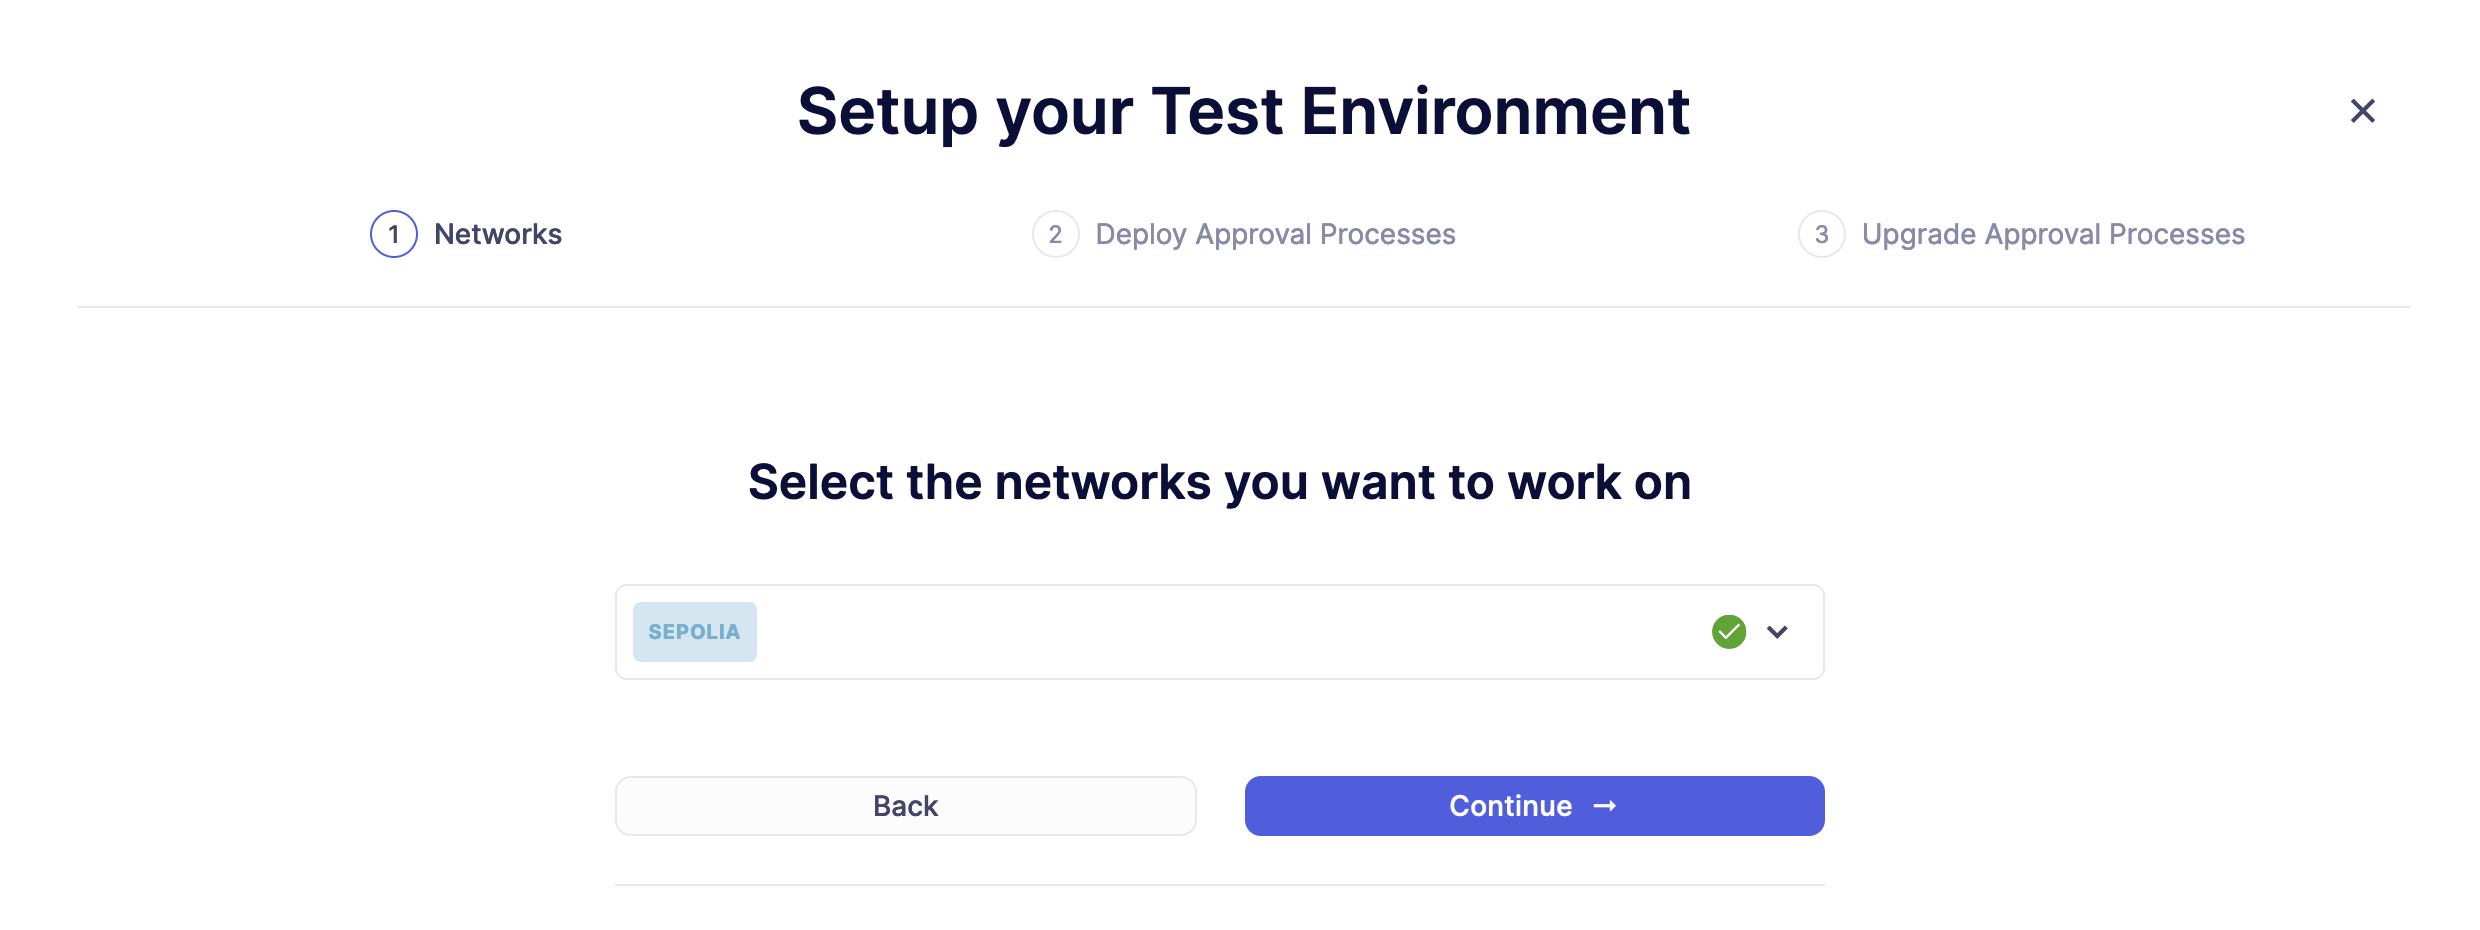 Setup your Test Environment
1 Networks
2 Deploy Approval Processes
3 Upgrade Approval Processes
Select the networks you want to work on
SEPOLIA
Back
Continue →